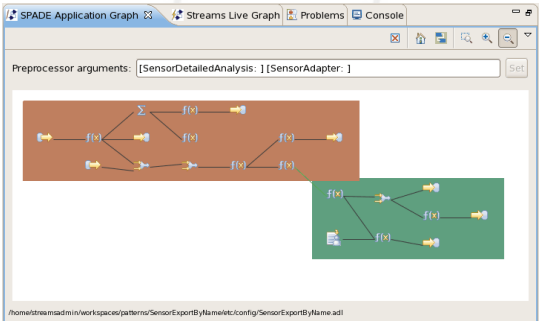 SPADE Application Graph Streams Live Graph Problems Console
Preprocessor arguments: [SensorDetailedAnalysis: ] [SensorAdapter: ] Set
Σ f(x)
f(x) f(x) f(x)
f(x) f(x)
f(x)
f(x)
f(x)
/home/streamsadmin/workspaces/patterns/SensorExportByName/etc/config/SensorExportByName.adl